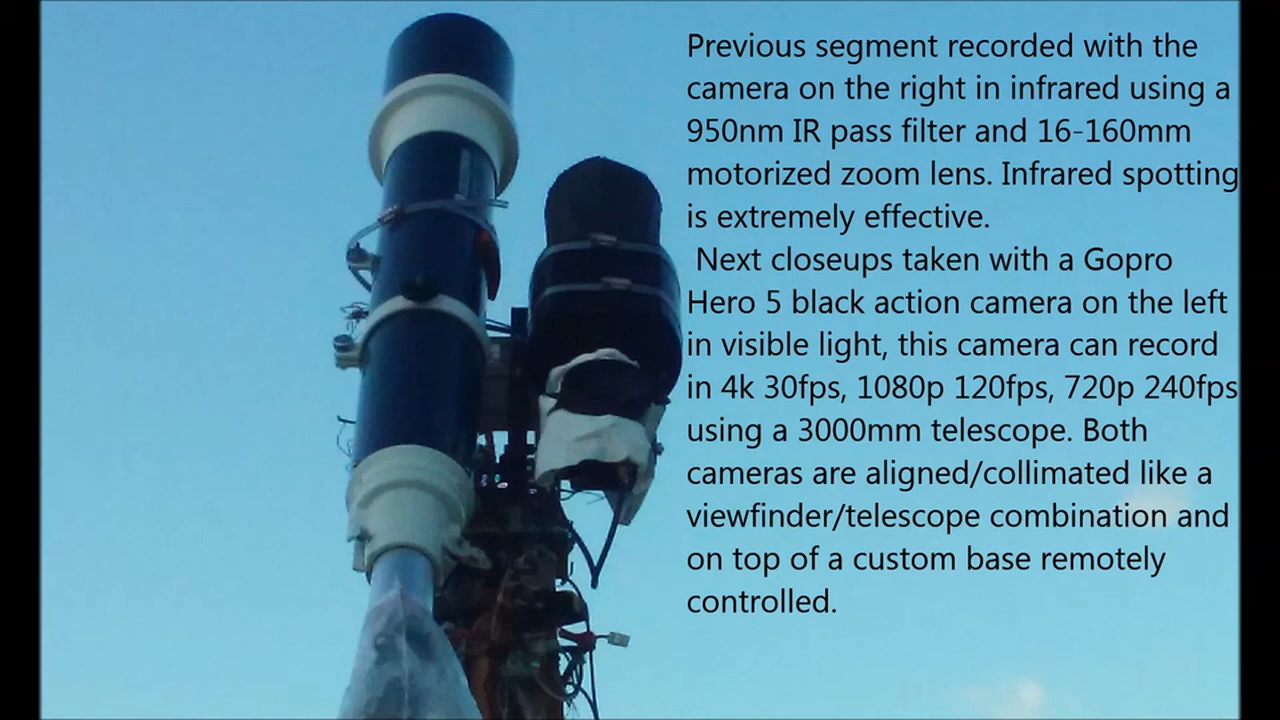 Previous segment recorded with the
camera on the right in infrared using a
950nm IR pass filter and 16-160mm
motorized zoom lens. Infrared spotting
is extremely effective.
Next closeups taken with a Gopro
Hero 5 black action camera on the left
in visible light, this camera can record
in 4k 30fps, 1080p 120fps, 720p 240fps
using a 3000mm telescope. Both
cameras are aligned/collimated like a
viewfinder/telescope combination and
on top of a custom base remotely
controlled.